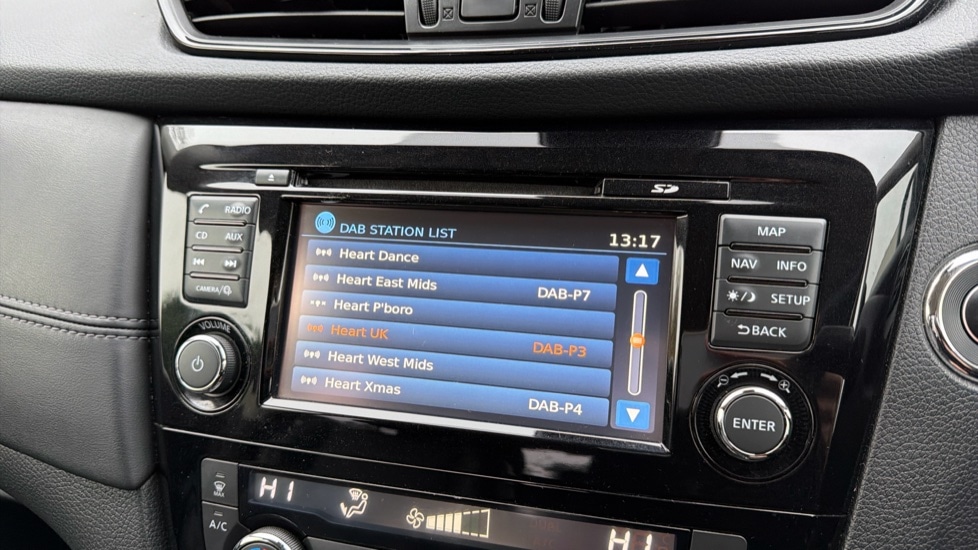 RADIO
CD AUX
CAMERA/
VOLUME
SD
DAB STATION LIST
13:17
Heart Dance
Heart East Mids DAB-P7
Heart P'boro
Heart UK DAB-P3
Heart West Mids
Heart Xmas DAB-P4
MAP
NAV INFO
SETUP
BACK
ENTER
MAX
A/C
HI
HI